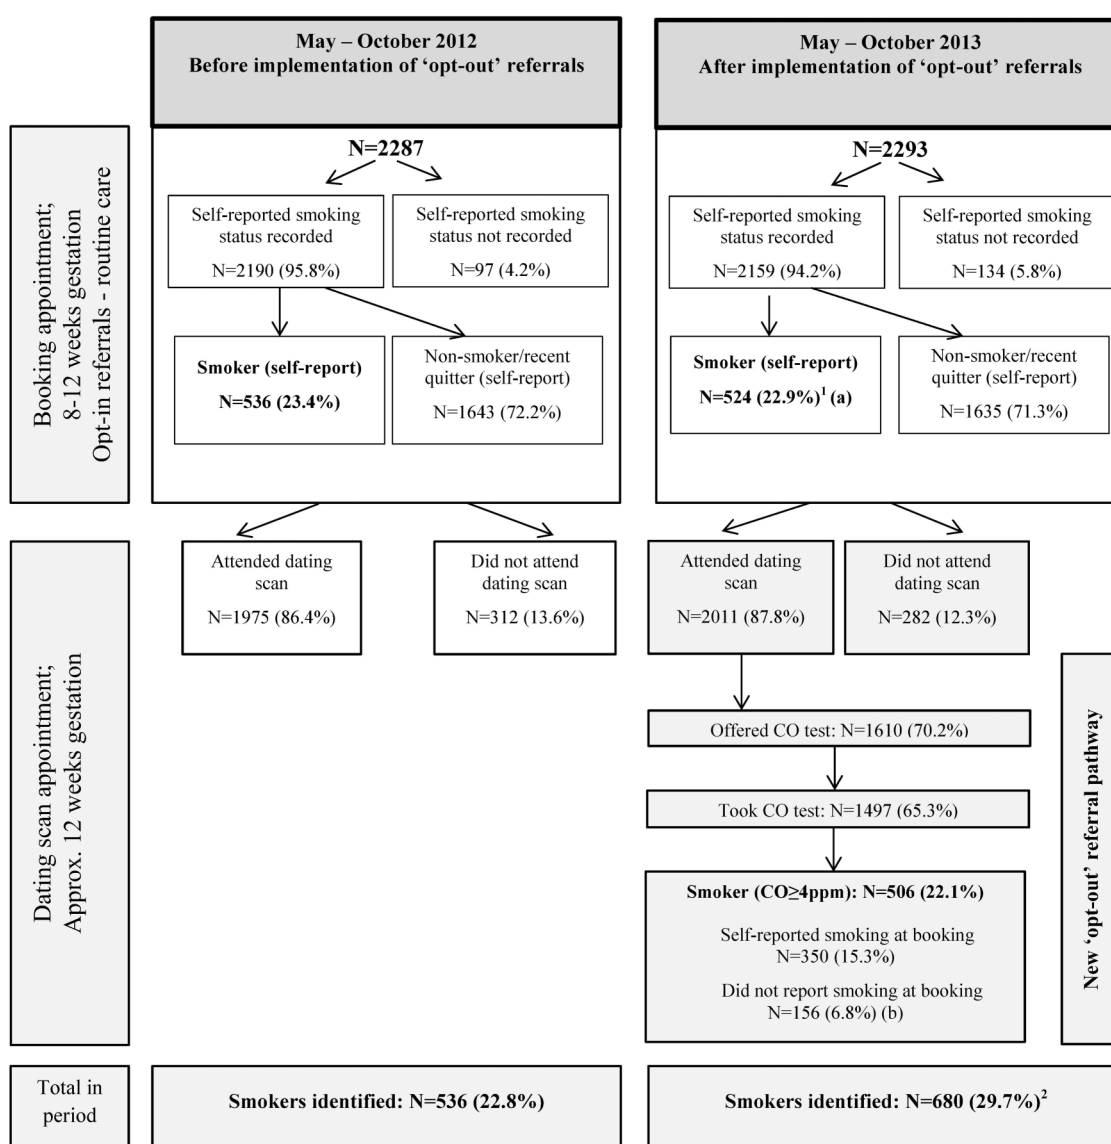 May – October 2012
Before implementation of ‘opt-out’ referrals
May – October 2013
After implementation of ‘opt-out’ referrals
Booking appointment;
8-12 weeks gestation
Opt-in referrals - routine care
N=2287
Self-reported smoking
status recorded
N=2190 (95.8%)
Self-reported smoking
status not recorded
N=97 (4.2%)
Smoker (self-report)
N=536 (23.4%)
Non-smoker/recent
quitter (self-report)
N=1643 (72.2%)
N=2293
Self-reported smoking
status recorded
N=2159 (94.2%)
Self-reported smoking
status not recorded
N=134 (5.8%)
Smoker (self-report)
N=524 (22.9%)¹ (a)
Non-smoker/recent
quitter (self-report)
N=1635 (71.3%)
Dating scan appointment;
Approx. 12 weeks gestation
Attended dating
scan
N=1975 (86.4%)
Did not attend
dating scan
N=312 (13.6%)
Attended dating
scan
N=2011 (87.8%)
Did not attend
dating scan
N=282 (12.3%)
Offered CO test: N=1610 (70.2%)
Took CO test: N=1497 (65.3%)
Smoker (CO≥4ppm): N=506 (22.1%)
Self-reported smoking at booking
N=350 (15.3%)
Did not report smoking at booking
N=156 (6.8%) (b)
New ‘opt-out’ referral pathway
Total in
period
Smokers identified: N=536 (22.8%)
Smokers identified: N=680 (29.7%)²